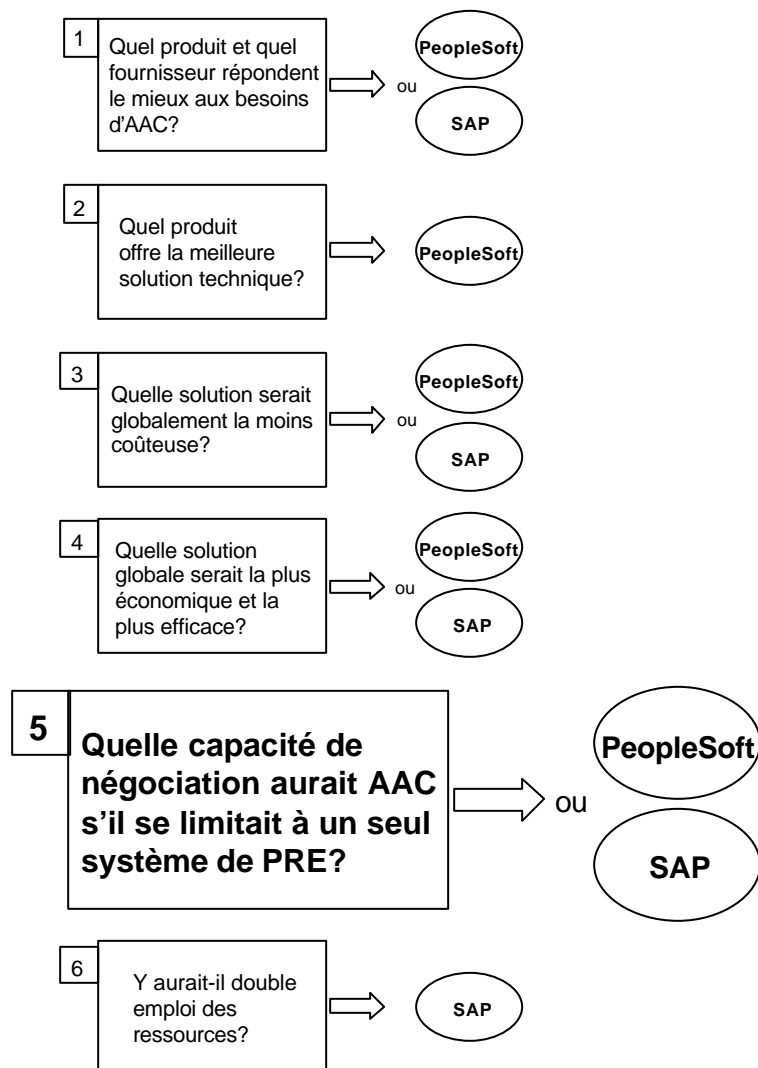 1
Quel produit et quel
fournisseur répondent
le mieux aux besoins
d'AAC?
PeopleSoft
ou
SAP
2
Quel produit
offre la meilleure
solution technique?
PeopleSoft
3
Quelle solution serait
globalement la moins
coûteuse?
PeopleSoft
ou
SAP
4
Quelle solution
globale serait la plus
économique et la
plus efficace?
PeopleSoft
ou
SAP
5
Quelle capacité de
négociation aurait AAC
s'il se limitait à un seul
système de PRE?
PeopleSoft
ou
SAP
6
Y aurait-il double
emploi des
ressources?
SAP